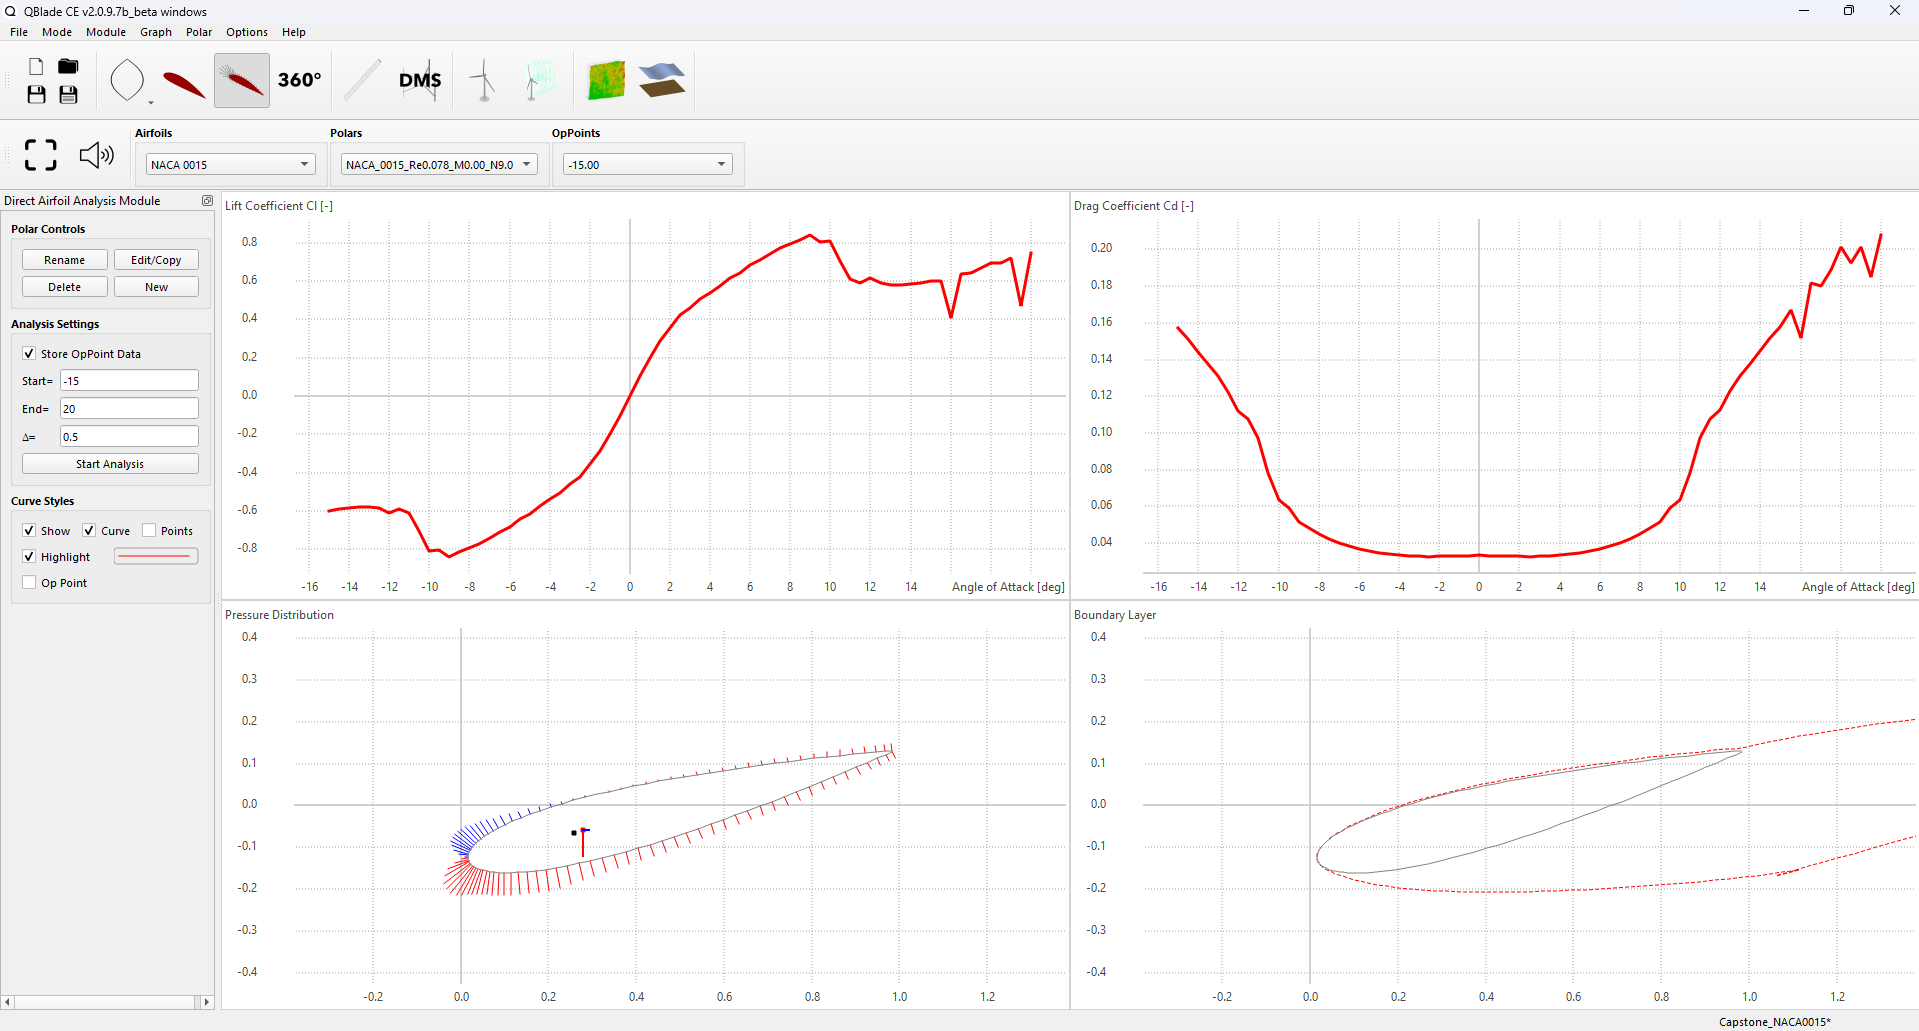 QBlade CE v2.0.9.7b_beta windows
File Mode Module Graph Polar Options Help
360°
DMS
Airfoils Polars OpPoints
NACA 0015 NACA_0015_Re0.078_M0.00_N9.0 -15.00
Direct Airfoil Analysis Module
Polar Controls
Rename Edit/Copy
Delete New
Analysis Settings
Store OpPoint Data
Start= -15
End= 20
Δ= 0.5
Start Analysis
Curve Styles
Show Curve Points
Highlight
Op Point
Lift Coefficient Cl [-]
0.8
0.6
0.4
0.2
0.0
-0.2
-0.4
-0.6
-0.8
-16 -14 -12 -10 -8 -6 -4 -2 0 2 4 6 8 10 12 14 Angle of Attack [deg]
Drag Coefficient Cd [-]
0.20
0.18
0.16
0.14
0.12
0.10
0.08
0.06
0.04
-16 -14 -12 -10 -8 -6 -4 -2 0 2 4 6 8 10 12 14 Angle of Attack [deg]
Pressure Distribution
0.4
0.3
0.2
0.1
0.0
-0.1
-0.2
-0.3
-0.4
-0.2 0.0 0.2 0.4 0.6 0.8 1.0 1.2
Boundary Layer
0.4
0.3
0.2
0.1
0.0
-0.1
-0.2
-0.3
-0.4
-0.2 0.0 0.2 0.4 0.6 0.8 1.0 1.2
Capstone_NACA0015*